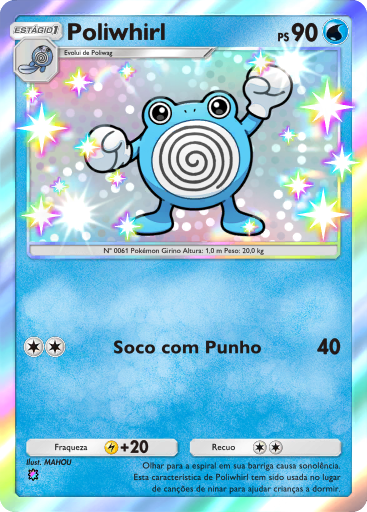 ESTÁGIO 1
Poliwhirl
PS 90
Evolui de Poliwag
Nº 0061 Pokémon Girino Altura: 1,0 m Peso: 20,0 kg
Soco com Punho 40
Fraqueza +20 Recuo
Ilust. MAHOU
Olhar para a espiral em sua barriga causa sonolência.
Esta característica de Poliwhirl tem sido usada no lugar
de canções de ninar para ajudar crianças a dormir.